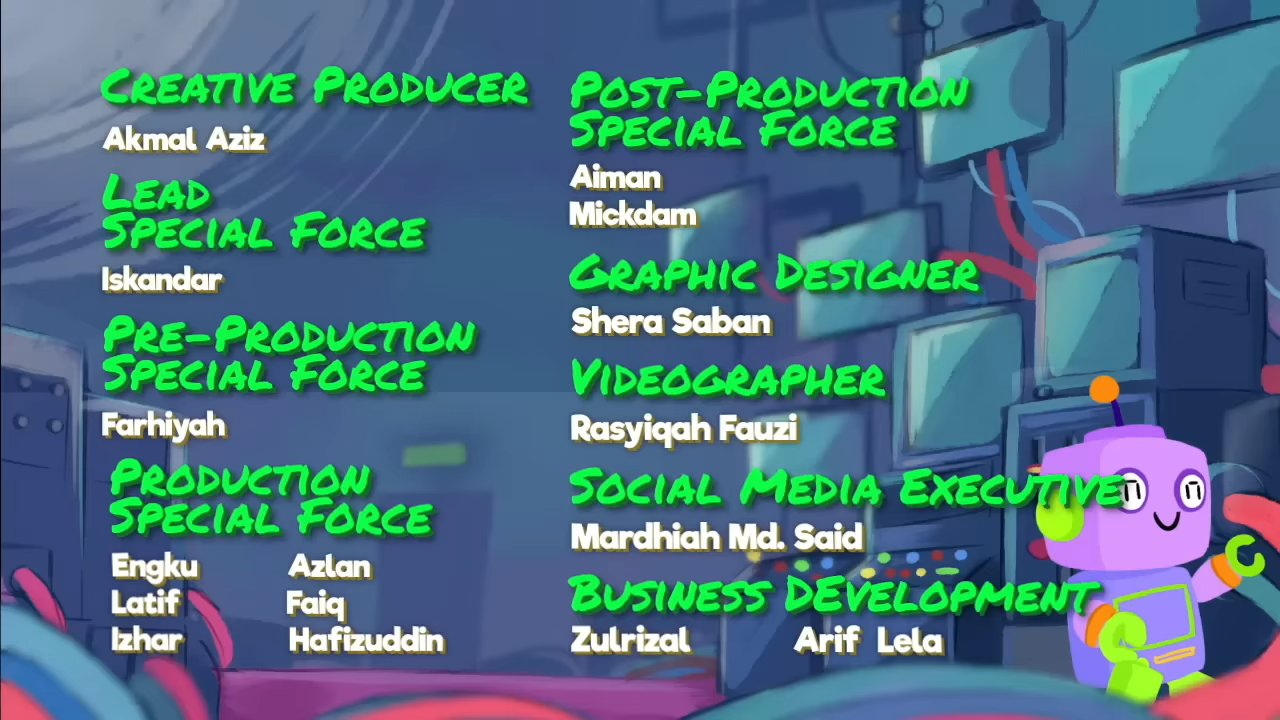 Creative Producer
Akmal Aziz
Lead
Special Force
Iskandar
Pre-Production
Special Force
Farhiyah
Production
Special Force
Engku Azlan
Latif Faiq
Izhar Hafizuddin
Post-Production
Special Force
Aiman
Mickdam
Graphic Designer
Shera Saban
Videographer
Rasyiqah Fauzi
Social Media Executive
Mardhiah Md. Said
Business DEvelopment
Zulrizal Arif Lela